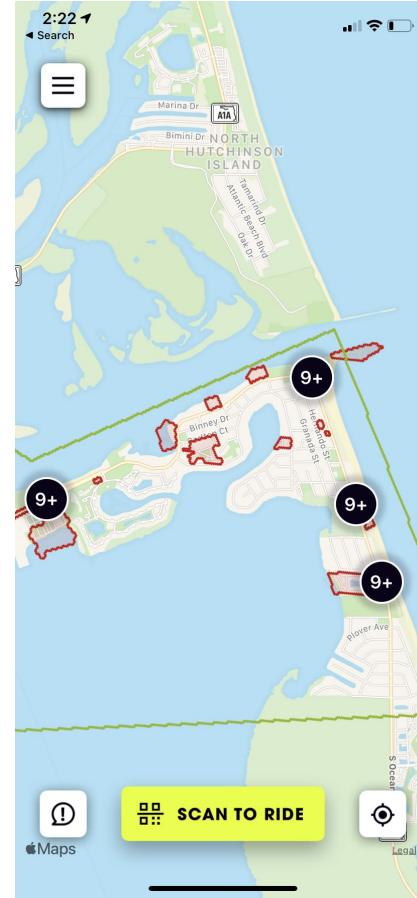 2:22
◄ Search
Marina Dr
A1A
Bimini Dr
NORTH
HUTCHINSON
ISLAND
Tamarind Dr
Atlantic Beach Blvd
Oak Dr
9+
Binney Dr
Ct
Hernando St
Granada St
9+
9+
9+
Plover Ave
S Ocean
SCAN TO RIDE
Maps
Legal